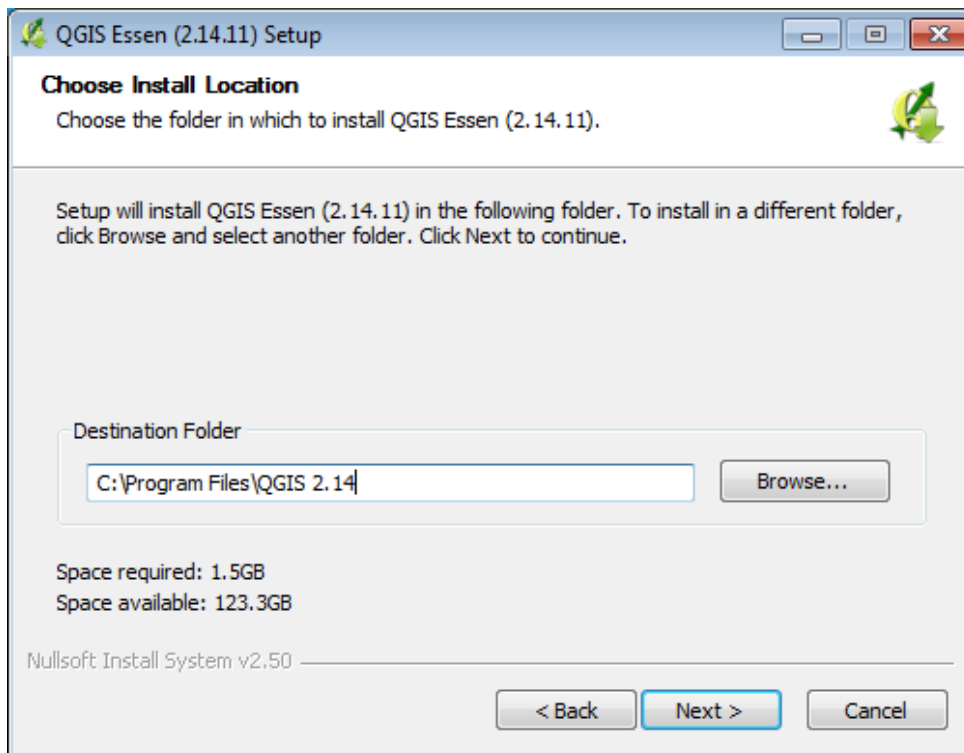 QGIS Essen (2.14.11) Setup
Choose Install Location
Choose the folder in which to install QGIS Essen (2.14.11).
Setup will install QGIS Essen (2.14.11) in the following folder. To install in a different folder,
click Browse and select another folder. Click Next to continue.
Destination Folder
C:\Program Files\QGIS 2.14
Browse...
Space required: 1.5GB
Space available: 123.3GB
Nullsoft Install System v2.50
< Back
Next >
Cancel